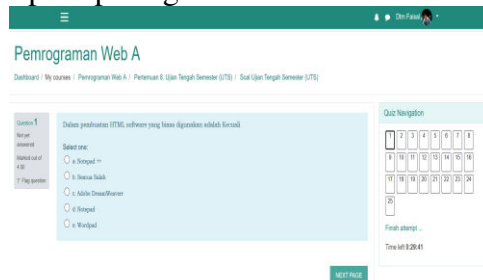 Dtm Faisal
Pemrograman Web A
Dashboard / My courses / Pemrograman Web A / Pertemuan 8. Ujian Tengah Semester (UTS) / Soal Ujian Tengah Semester (UTS)
Question 1
Not yet
answered
Marked out of
4.00
Flag question
Dalam pembuatan HTML software yang biasa digunakan adalah Kecuali
Select one:
a. Notepad ++
b. Semua Salah
c. Adobe DreamWeaver
d. Notepad
e. Wordpad
NEXT PAGE
Quiz Navigation
1 2 3 4 5 6 7 8
9 10 11 12 13 14 15 16
17 18 19 20 21 22 23 24
25
Finish attempt ...
Time left 0:29:41